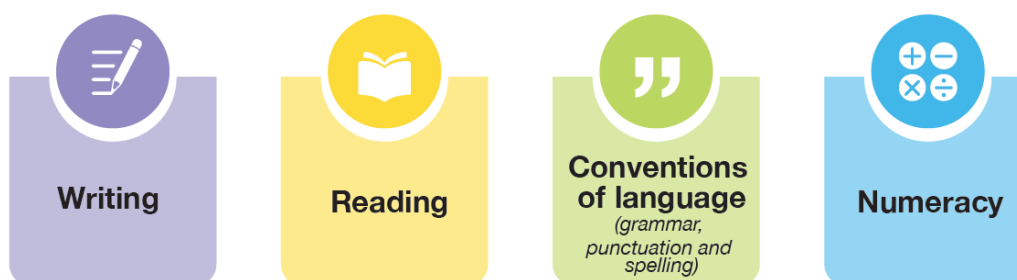 Writing
Reading
Conventions
of language
(grammar,
punctuation and
spelling)
Numeracy